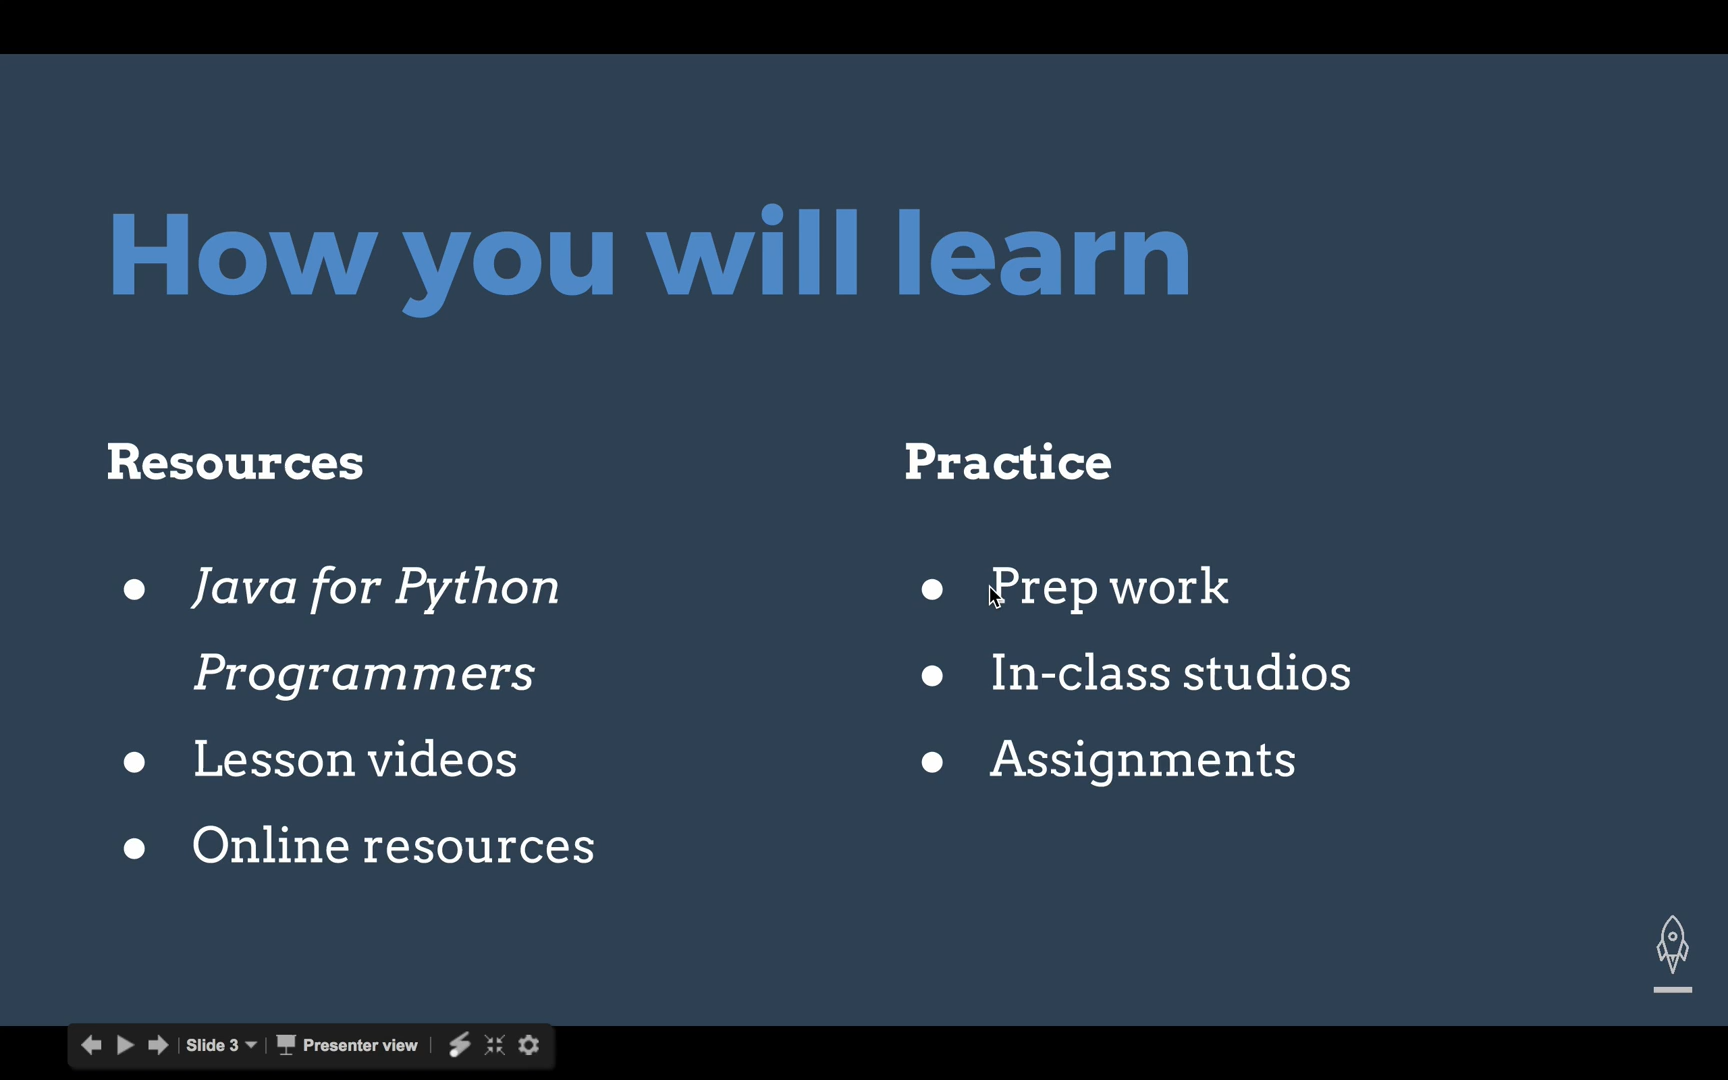 How you will learn
Resources
● Java for Python
Programmers
● Lesson videos
● Online resources
Practice
● Prep work
● In-class studios
● Assignments
Slide 3
Presenter view